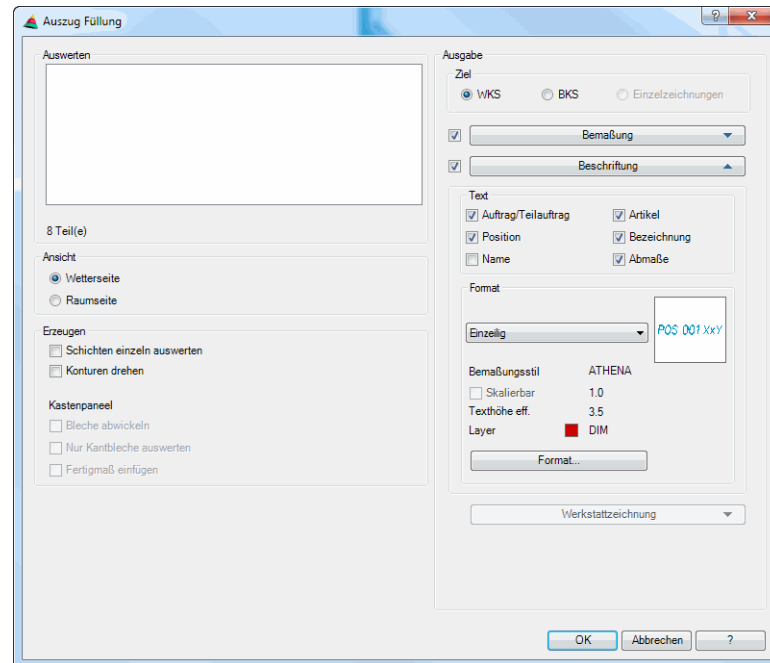 Auszug Füllung
?
X
Auswerten
8 Teil(e)
Ansicht
Wetterseite
Raumseite
Erzeugen
Schichten einzeln auswerten
Konturen drehen
Kastenpaneel
Bleche abwickeln
Nur Kantbleche auswerten
Fertigmaß einfügen
Ausgabe
Ziel
WKS
BKS
Einzelzeichnungen
Bemaßung
Beschriftung
Text
Auftrag/Teilauftrag
Artikel
Position
Bezeichnung
Name
Abmaße
Format
Einzeilig
POS 001 XxY
Bemaßungsstil ATHENA
Skalierbar 1.0
Texthöhe eff. 3.5
Layer DIM
Format...
Werkstattzeichnung
OK
Abbrechen
?